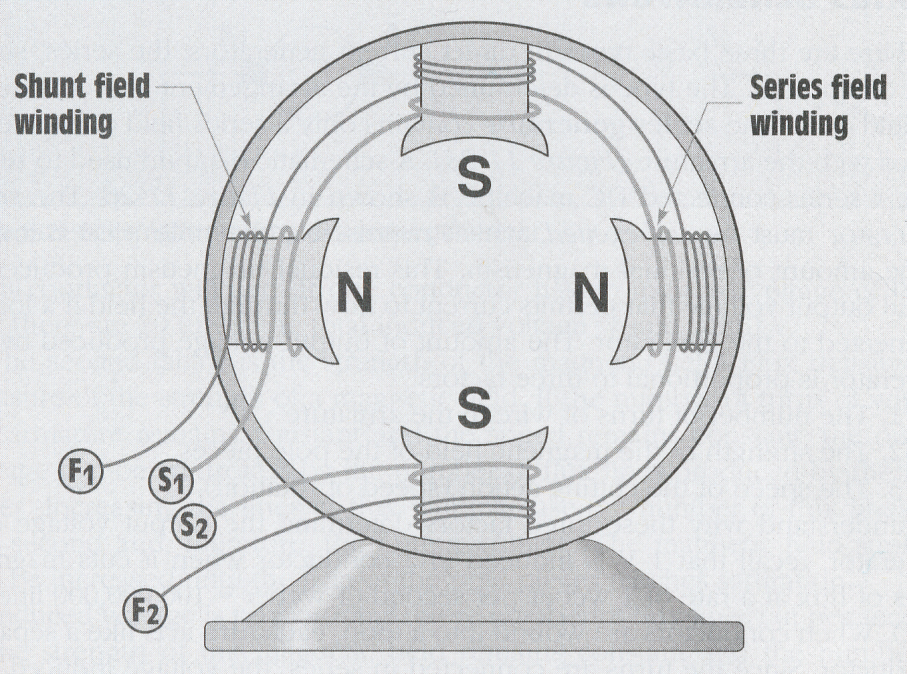 Shunt field
winding
Series field
winding
S
N
N
S
F1
S1
S2
F2